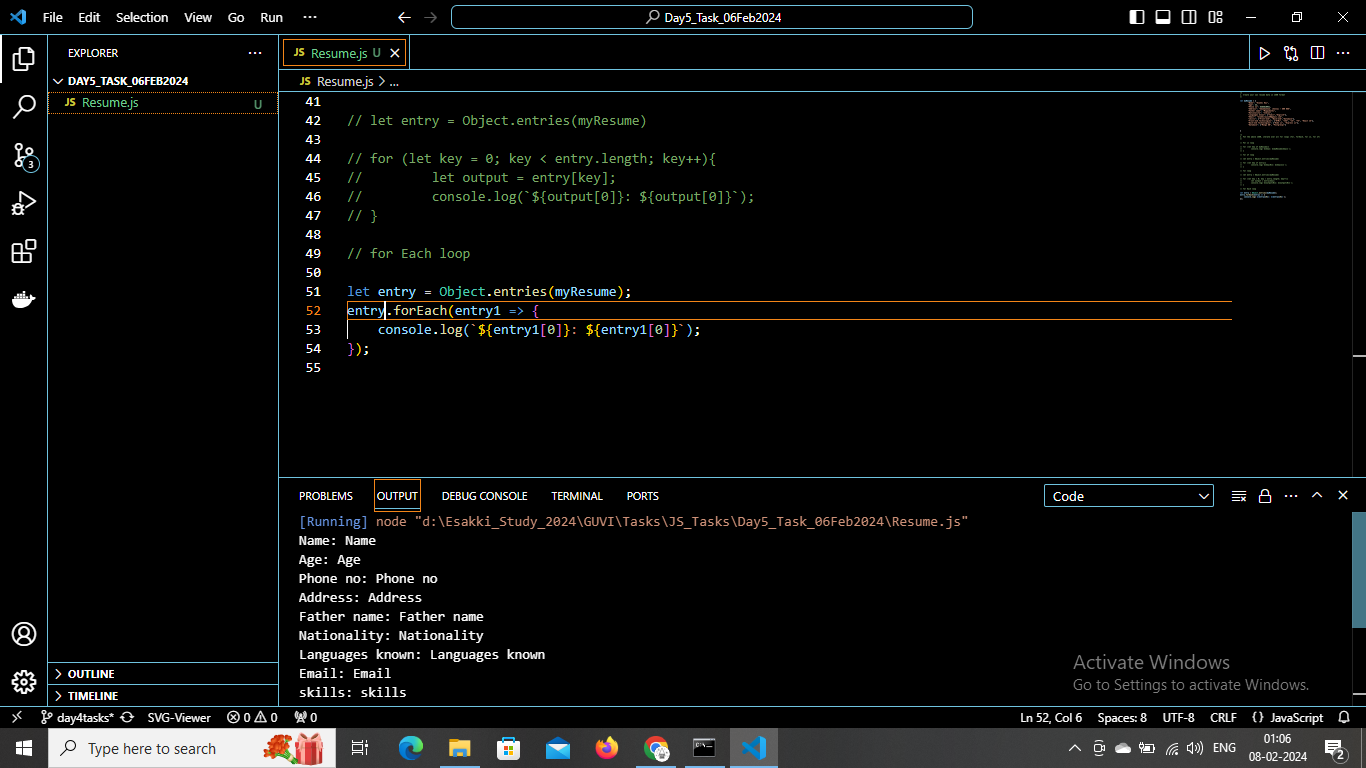 File Edit Selection View Go Run ···
Day5_Task_06Feb2024
EXPLORER ···
DAY5_TASK_06FEB2024
JS Resume.js U
OUTLINE
TIMELINE
JS Resume.js U
JS Resume.js > ...
41
42 // let entry = Object.entries(myResume)
43
44 // for (let key = 0; key < entry.length; key++){
45 //         let output = entry[key];
46 //         console.log(`${output[0]}: ${output[0]}`);
47 // }
48
49 // for Each loop
50
51 let entry = Object.entries(myResume);
52 entry.forEach(entry1 => {
53     console.log(`${entry1[0]}: ${entry1[0]}`);
54 });
55
PROBLEMS OUTPUT DEBUG CONSOLE TERMINAL PORTS Code
[Running] node "d:\Esakki_Study_2024\GUVI\Tasks\JS_Tasks\Day5_Task_06Feb2024\Resume.js"
Name: Name
Age: Age
Phone no: Phone no
Address: Address
Father name: Father name
Nationality: Nationality
Languages known: Languages known
Email: Email
skills: skills
Activate Windows
Go to Settings to activate Windows.
3
day4tasks* SVG-Viewer 0 0 0 Ln 52, Col 6 Spaces: 8 UTF-8 CRLF {} JavaScript
Type here to search
ENG
01:06
08-02-2024
2